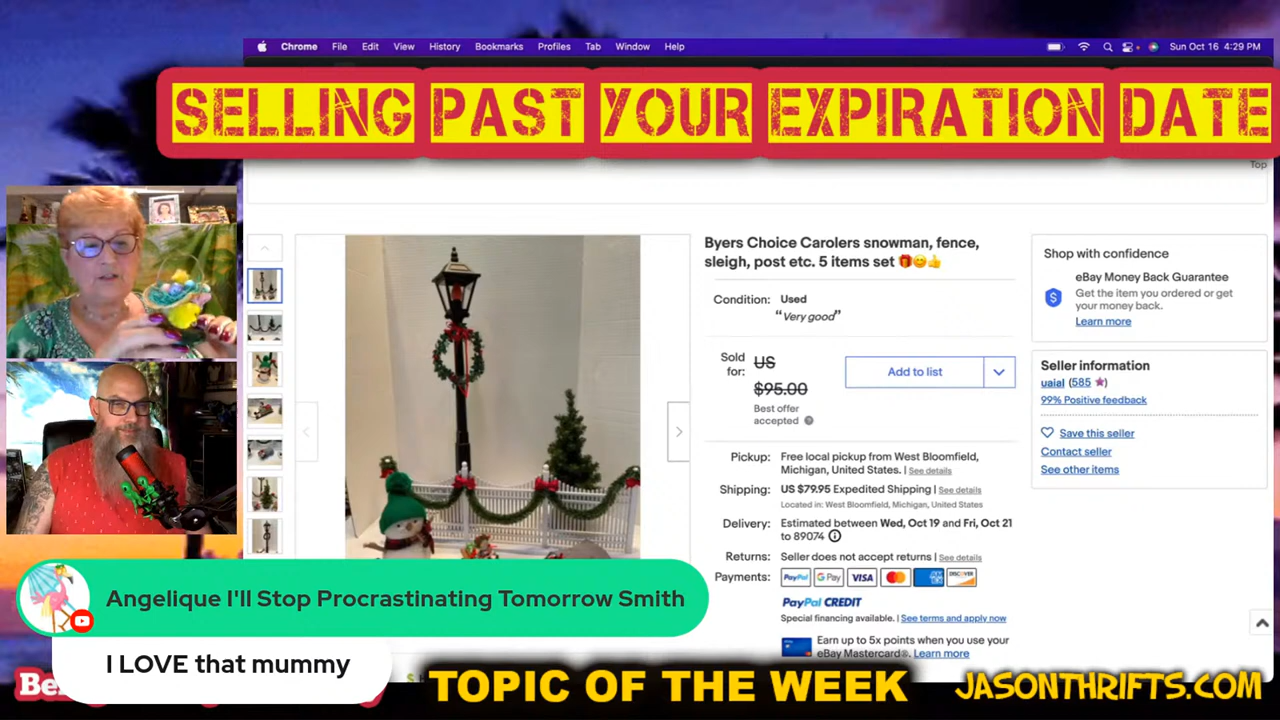 Chrome File Edit View History Bookmarks Profiles Tab Window Help
Sun Oct 16 4:29 PM
SELLING PAST YOUR EXPIRATION DATE
Top
Byers Choice Carolers snowman, fence,
sleigh, post etc. 5 items set 🎁😊👍
Condition: Used
"Very good"
Sold for: US $95.00
Best offer
accepted
Add to list
Pickup: Free local pickup from West Bloomfield,
Michigan, United States. | See details
Shipping: US $79.95 Expedited Shipping | See details
Located in: West Bloomfield, Michigan, United States
Delivery: Estimated between Wed, Oct 19 and Fri, Oct 21
to 89074
Returns: Seller does not accept returns | See details
Payments: PayPal G Pay VISA DISCOVER
PayPal CREDIT
Special financing available. | See terms and apply now
Earn up to 5x points when you use your
eBay Mastercard®. Learn more
Shop with confidence
eBay Money Back Guarantee
Get the item you ordered or get
your money back.
Learn more
Seller information
uaial (585 ★)
99% Positive feedback
Save this seller
Contact seller
See other items
Angelique I'll Stop Procrastinating Tomorrow Smith
I LOVE that mummy
TOPIC OF THE WEEK
JASONTHRIFTS.COM